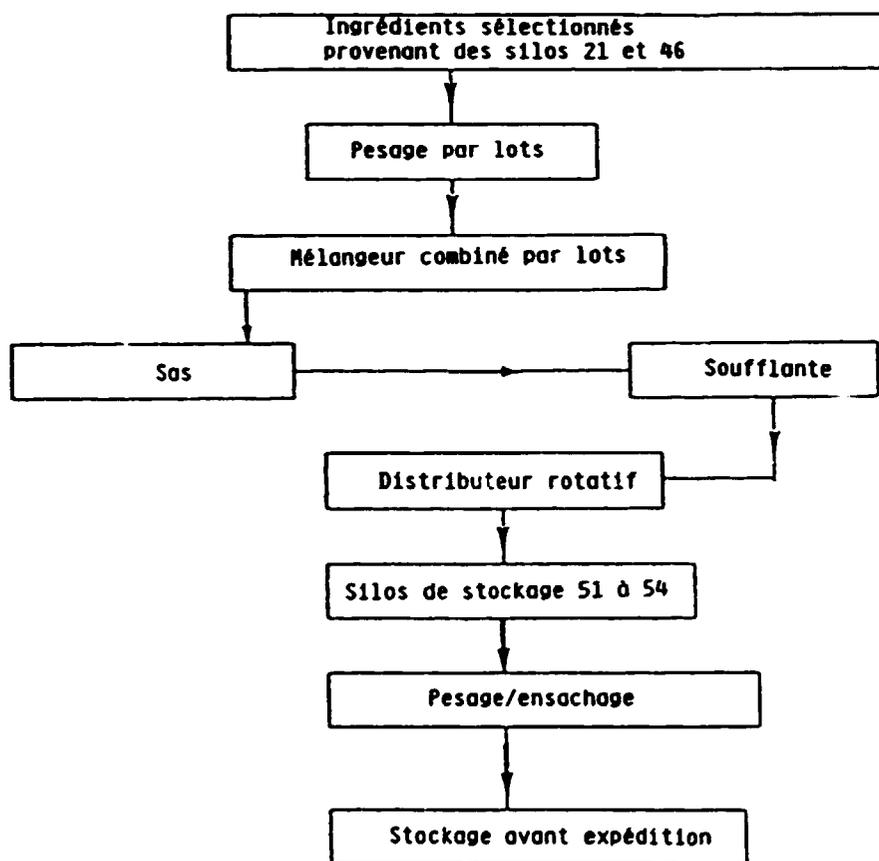 Ingrédients sélectionnés
provenant des silos 21 et 46
Pesage par lots
Mélangeur combiné par lots
Sas
Soufflante
Distributeur rotatif
Silos de stockage 51 à 54
Pesage/ensachage
Stockage avant expédition